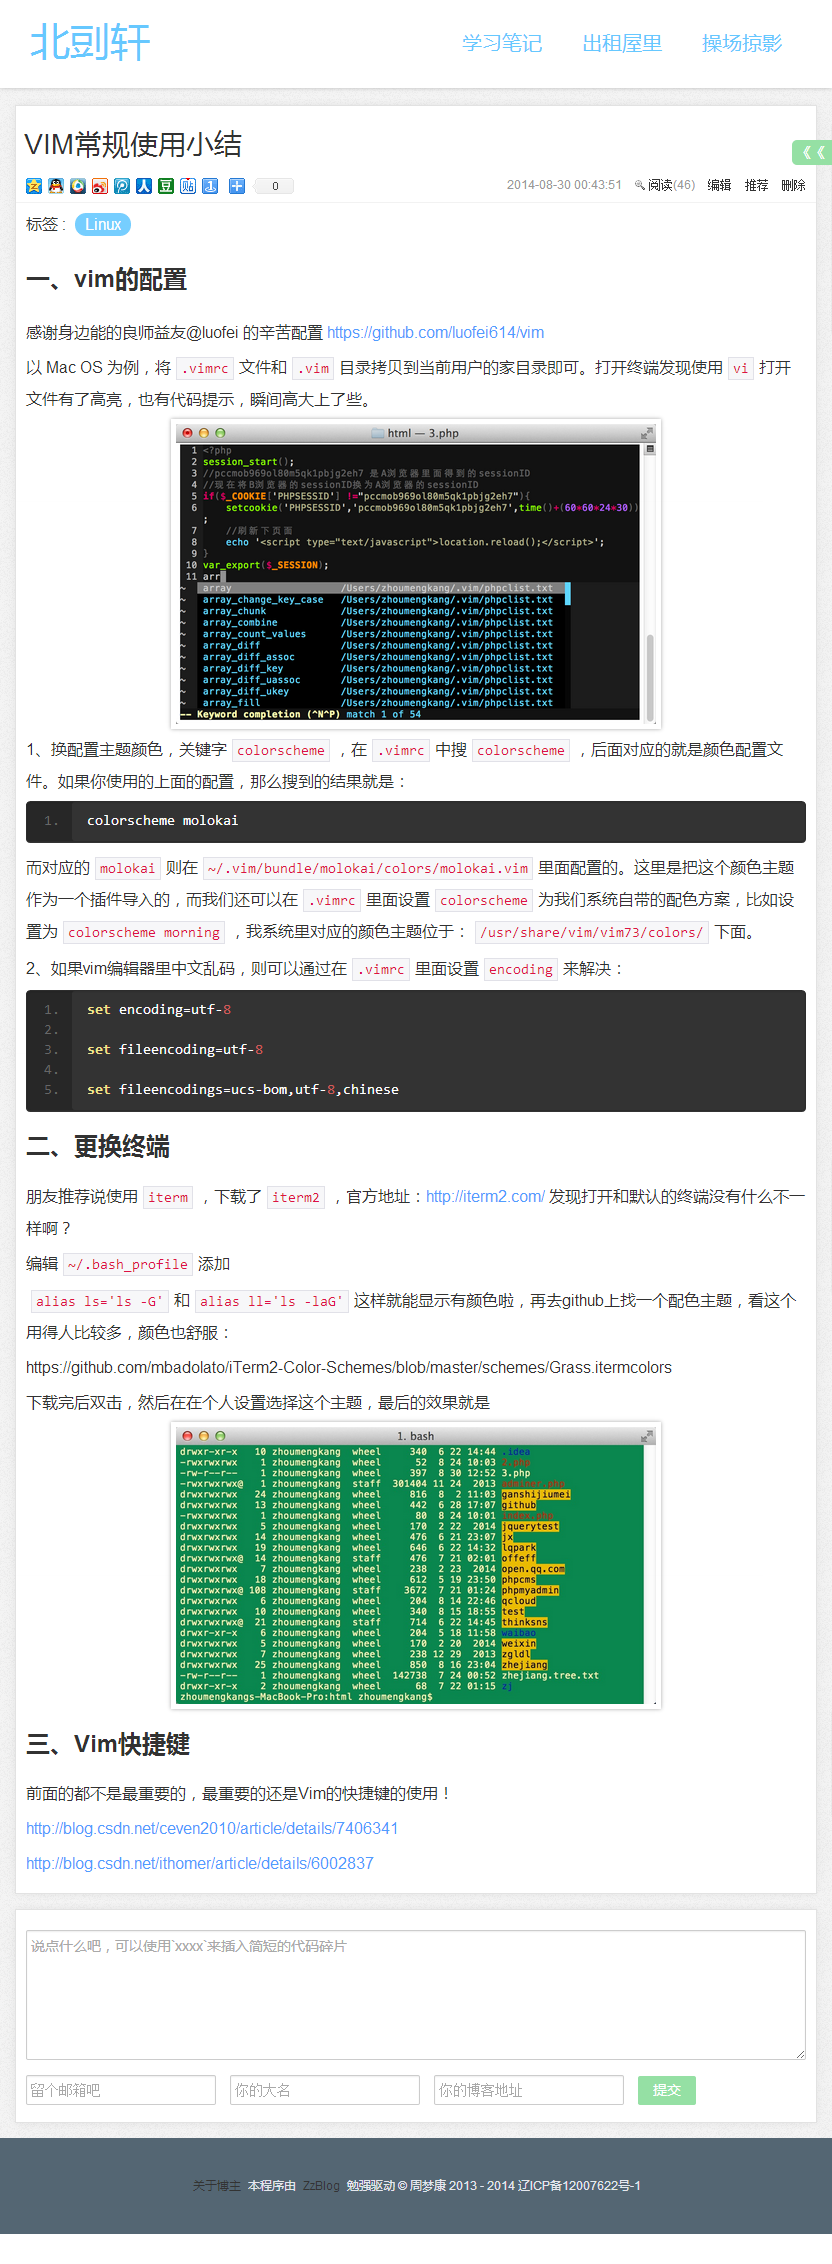 北剅轩
学习笔记 出租屋里 操场掠影
VIM常规使用小结
《《
0
2014-08-30 00:43:51 阅读(46) 编辑 推荐 删除
标签： Linux
一、vim的配置
感谢身边能的良师益友@luofei 的辛苦配置 https://github.com/luofei614/vim
以 Mac OS 为例，将 .vimrc 文件和 .vim 目录拷贝到当前用户的家目录即可。打开终端发现使用 vi 打开
文件有了高亮，也有代码提示，瞬间高大上了些。
html — 3.php
1 <?php
2 session_start();
3 //pccmob969ol80m5qk1pbjg2eh7 是A浏览器里面得到的sessionID
4 //现在将B浏览器的sessionID换为A浏览器的sessionID
5 if($_COOKIE['PHPSESSID'] !="pccmob969ol80m5qk1pbjg2eh7"){
6 setcookie('PHPSESSID','pccmob969ol80m5qk1pbjg2eh7',time()+(60*60*24*30))
;
7 //刷新下页面
8 echo '<script type="text/javascript">location.reload();</script>';
9 }
10 var_export($_SESSION);
11 arr
~ array /Users/zhoumengkang/.vim/phpclist.txt
~ array_change_key_case /Users/zhoumengkang/.vim/phpclist.txt
~ array_chunk /Users/zhoumengkang/.vim/phpclist.txt
~ array_combine /Users/zhoumengkang/.vim/phpclist.txt
~ array_count_values /Users/zhoumengkang/.vim/phpclist.txt
~ array_diff /Users/zhoumengkang/.vim/phpclist.txt
~ array_diff_assoc /Users/zhoumengkang/.vim/phpclist.txt
~ array_diff_key /Users/zhoumengkang/.vim/phpclist.txt
~ array_diff_uassoc /Users/zhoumengkang/.vim/phpclist.txt
~ array_diff_ukey /Users/zhoumengkang/.vim/phpclist.txt
~ array_fill /Users/zhoumengkang/.vim/phpclist.txt
-- Keyword completion (^N^P) match 1 of 54
1、换配置主题颜色，关键字 colorscheme ，在 .vimrc 中搜 colorscheme ，后面对应的就是颜色配置文
件。如果你使用的上面的配置，那么搜到的结果就是：
1. colorscheme molokai
而对应的 molokai 则在 ~/.vim/bundle/molokai/colors/molokai.vim 里面配置的。这里是把这个颜色主题
作为一个插件导入的，而我们还可以在 .vimrc 里面设置 colorscheme 为我们系统自带的配色方案，比如设
置为 colorscheme morning ，我系统里对应的颜色主题位于： /usr/share/vim/vim73/colors/ 下面。
2、如果vim编辑器里中文乱码，则可以通过在 .vimrc 里面设置 encoding 来解决：
1. set encoding=utf-8
2.
3. set fileencoding=utf-8
4.
5. set fileencodings=ucs-bom,utf-8,chinese
二、更换终端
朋友推荐说使用 iterm ，下载了 iterm2 ，官方地址：http://iterm2.com/ 发现打开和默认的终端没有什么不一
样啊？
编辑 ~/.bash_profile 添加
alias ls='ls -G' 和 alias ll='ls -laG' 这样就能显示有颜色啦，再去github上找一个配色主题，看这个
用得人比较多，颜色也舒服：
https://github.com/mbadolato/iTerm2-Color-Schemes/blob/master/schemes/Grass.itermcolors
下载完后双击，然后在在个人设置选择这个主题，最后的效果就是
1. bash
drwxr-xr-x 10 zhoumengkang wheel 340 6 22 14:44 .idea
-rwxrwxrwx 1 zhoumengkang wheel 52 8 24 10:03 3.php
-rw-r--r-- 1 zhoumengkang wheel 397 8 30 12:52 3.php
-rwxrwxrwx@ 1 zhoumengkang staff 301404 11 24 2013
drwxrwxrwx 24 zhoumengkang wheel 816 8 2 11:03 ganshijiumei
drwxrwxrwx 13 zhoumengkang wheel 442 6 28 17:07 github
-rwxrwxrwx 1 zhoumengkang wheel 80 8 24 10:01 index.php
drwxrwxrwx 5 zhoumengkang wheel 170 2 22 2014 jquerytest
drwxrwxrwx 14 zhoumengkang wheel 476 6 21 23:07 jx
drwxrwxrwx 19 zhoumengkang wheel 646 6 22 14:32 lqpark
drwxrwxrwx@ 14 zhoumengkang staff 476 7 21 02:01 offeff
drwxrwxrwx 7 zhoumengkang wheel 238 2 23 2014 open.qq.com
drwxrwxrwx 18 zhoumengkang wheel 612 5 19 23:50 phpcms
drwxrwxrwx@ 108 zhoumengkang staff 3672 7 21 01:24 phpmyadmin
drwxrwxrwx 6 zhoumengkang wheel 204 8 14 22:46 qcloud
drwxrwxrwx 10 zhoumengkang wheel 340 8 15 18:55 test
drwxrwxrwx@ 21 zhoumengkang staff 714 6 22 14:45 thinksns
drwxr-xr-x 6 zhoumengkang wheel 204 5 18 11:58 waibao
drwxrwxrwx 5 zhoumengkang wheel 170 2 20 2014 weixin
drwxrwxrwx 7 zhoumengkang wheel 238 12 29 2013 zgldl
drwxrwxrwx 25 zhoumengkang wheel 850 8 16 23:04 zhejiang
-rw-r--r-- 1 zhoumengkang wheel 142738 7 24 00:52 zhejiang.tree.txt
drwxr-xr-x 2 zhoumengkang wheel 68 7 22 01:15 zj
zhoumengkangs-MacBook-Pro:html zhoumengkang$
三、Vim快捷键
前面的都不是最重要的，最重要的还是Vim的快捷键的使用！
http://blog.csdn.net/ceven2010/article/details/7406341
http://blog.csdn.net/ithomer/article/details/6002837
说点什么吧，可以使用`xxxx`来插入简短的代码碎片
留个邮箱吧 你的大名 你的博客地址 提交
关于博主 本程序由 ZzBlog 勉强驱动 © 周梦康 2013 - 2014 辽ICP备12007622号-1